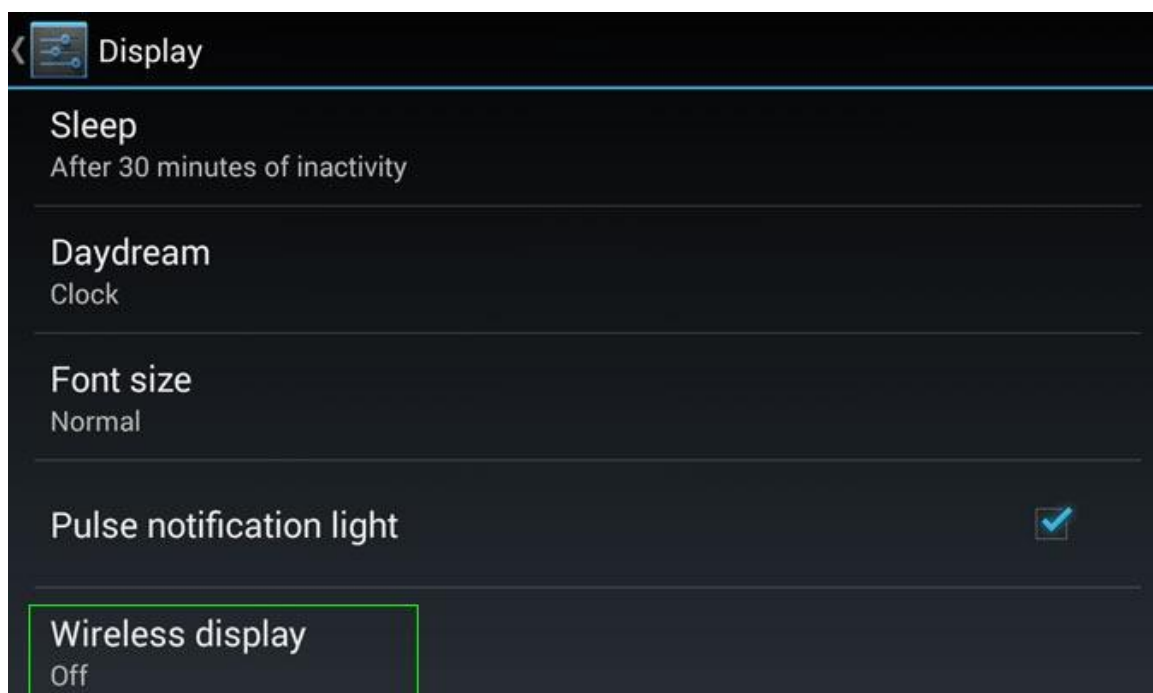 Display
Sleep
After 30 minutes of inactivity
Daydream
Clock
Font size
Normal
Pulse notification light
Wireless display
Off